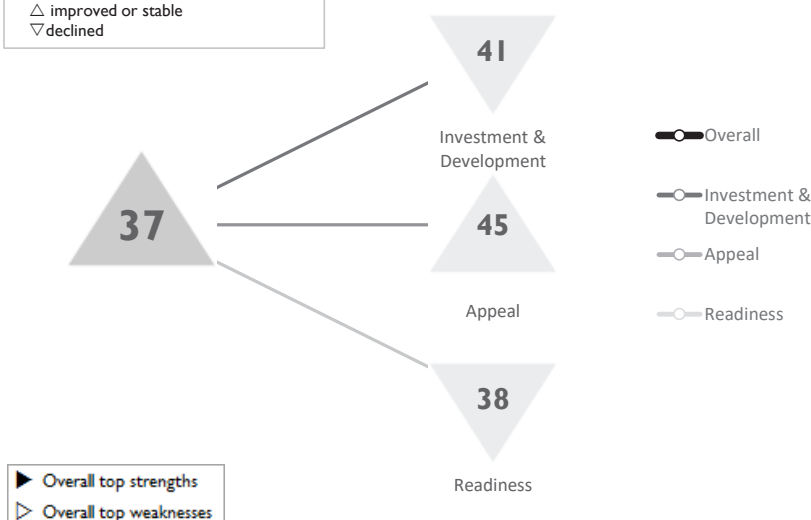 △ improved or stable
▽ declined
41
Investment &
Development
37
45
Appeal
38
Readiness
Overall
Investment &
Development
Appeal
Readiness
▶ Overall top strengths
▷ Overall top weaknesses